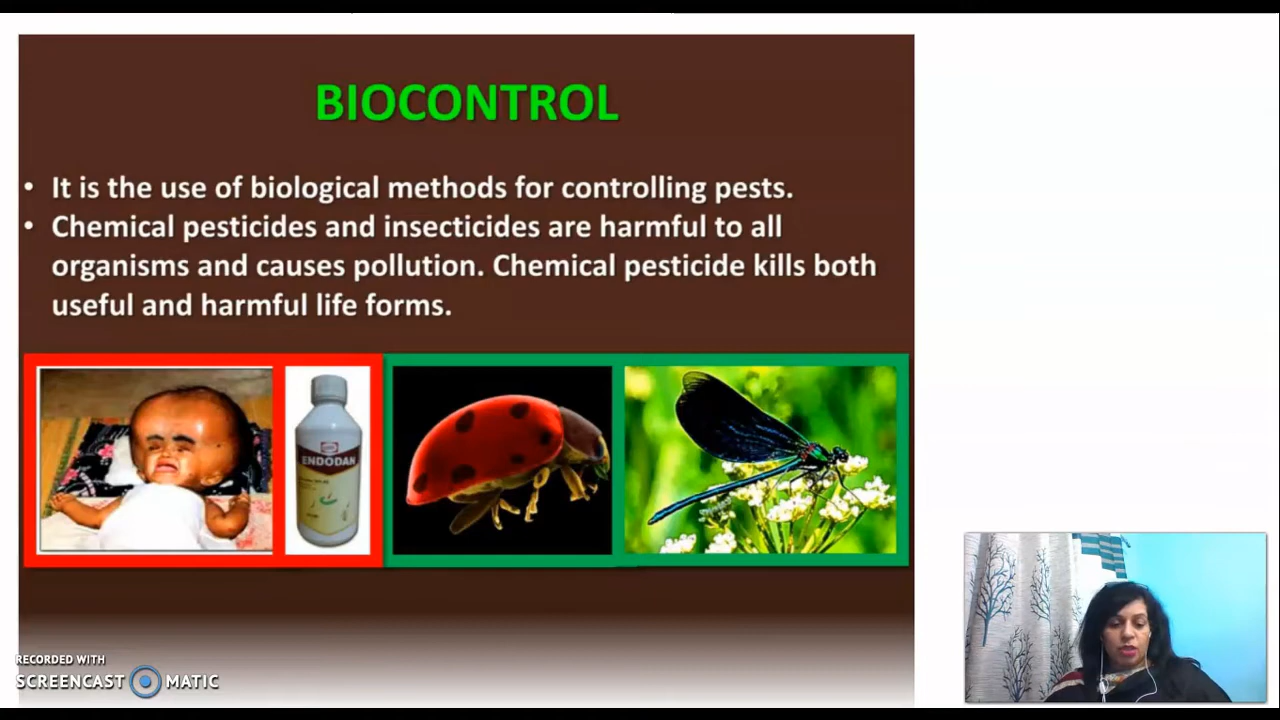 BIOCONTROL
• It is the use of biological methods for controlling pests.
• Chemical pesticides and insecticides are harmful to all
organisms and causes pollution. Chemical pesticide kills both
useful and harmful life forms.
ENDODAN
RECORDED WITH
SCREENCAST MATIC